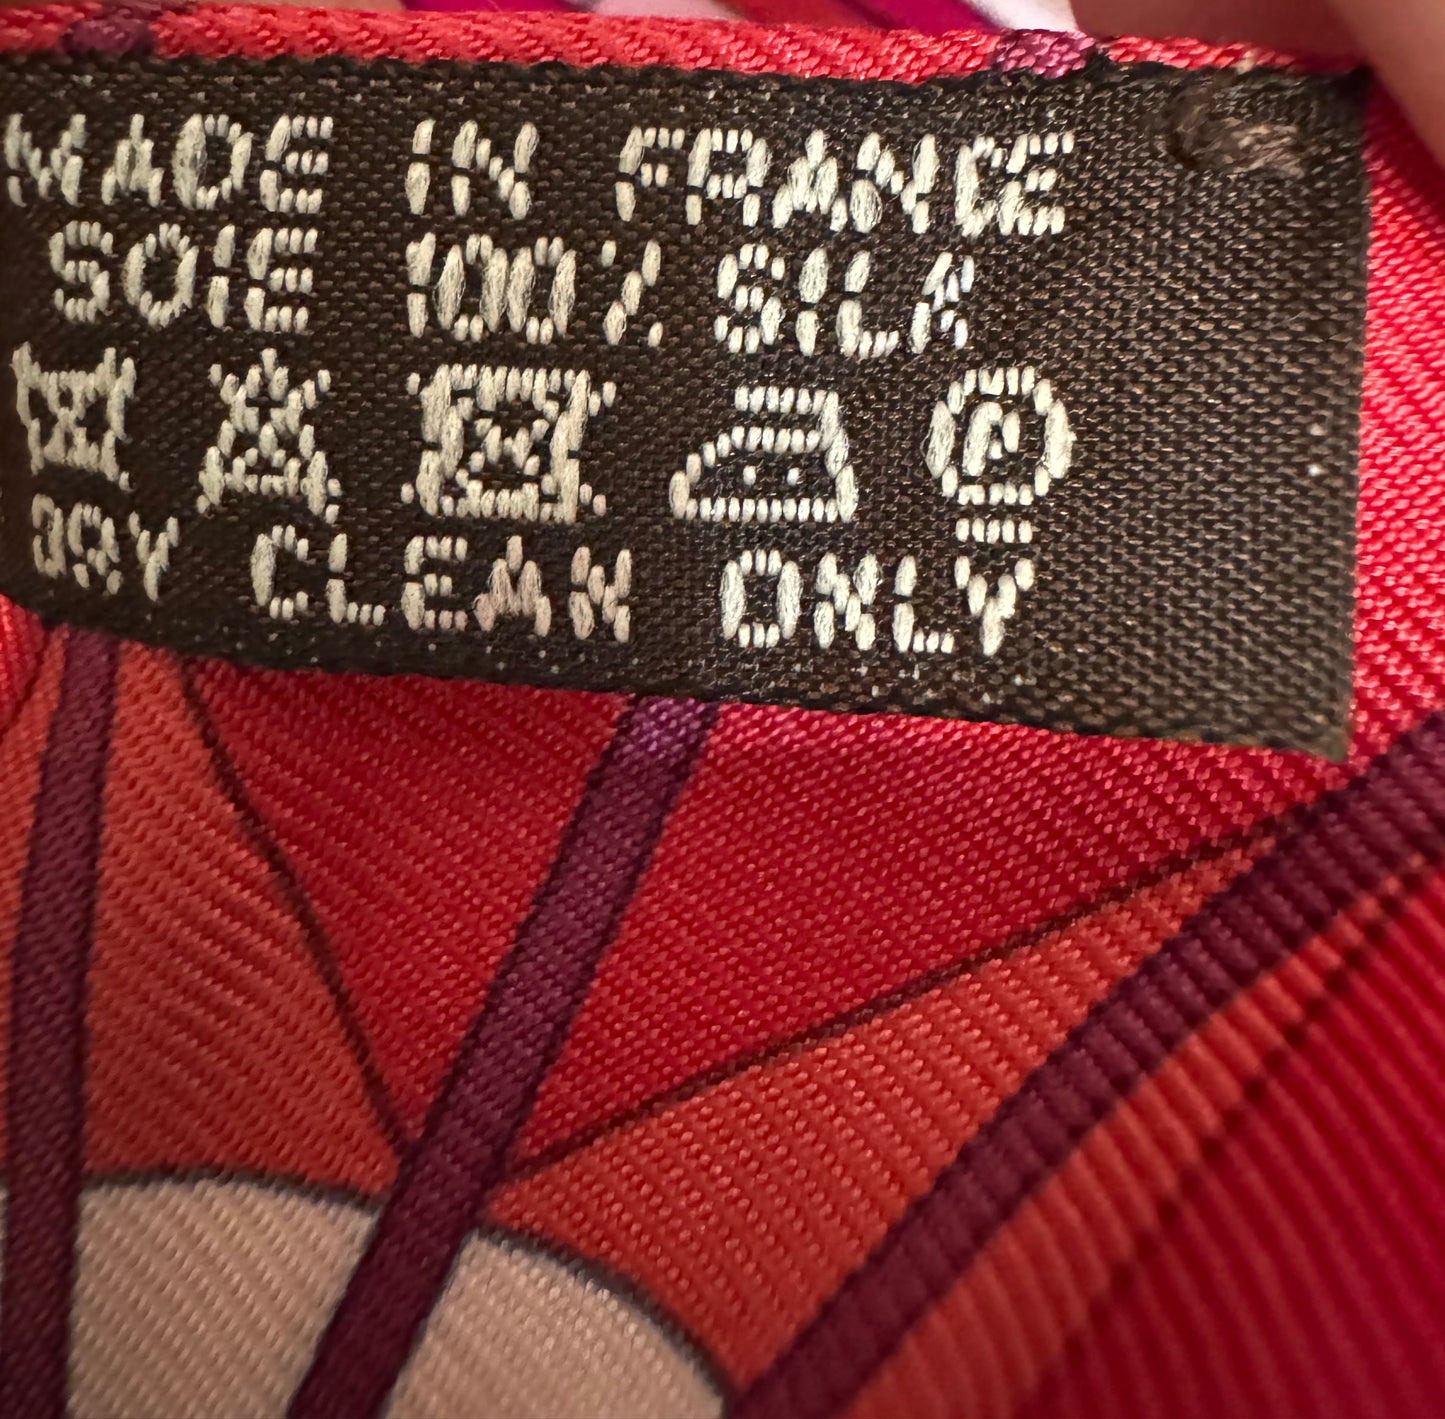 MADE IN FRANCE
SOIE 100% SILK
P
DRY CLEAN ONLY